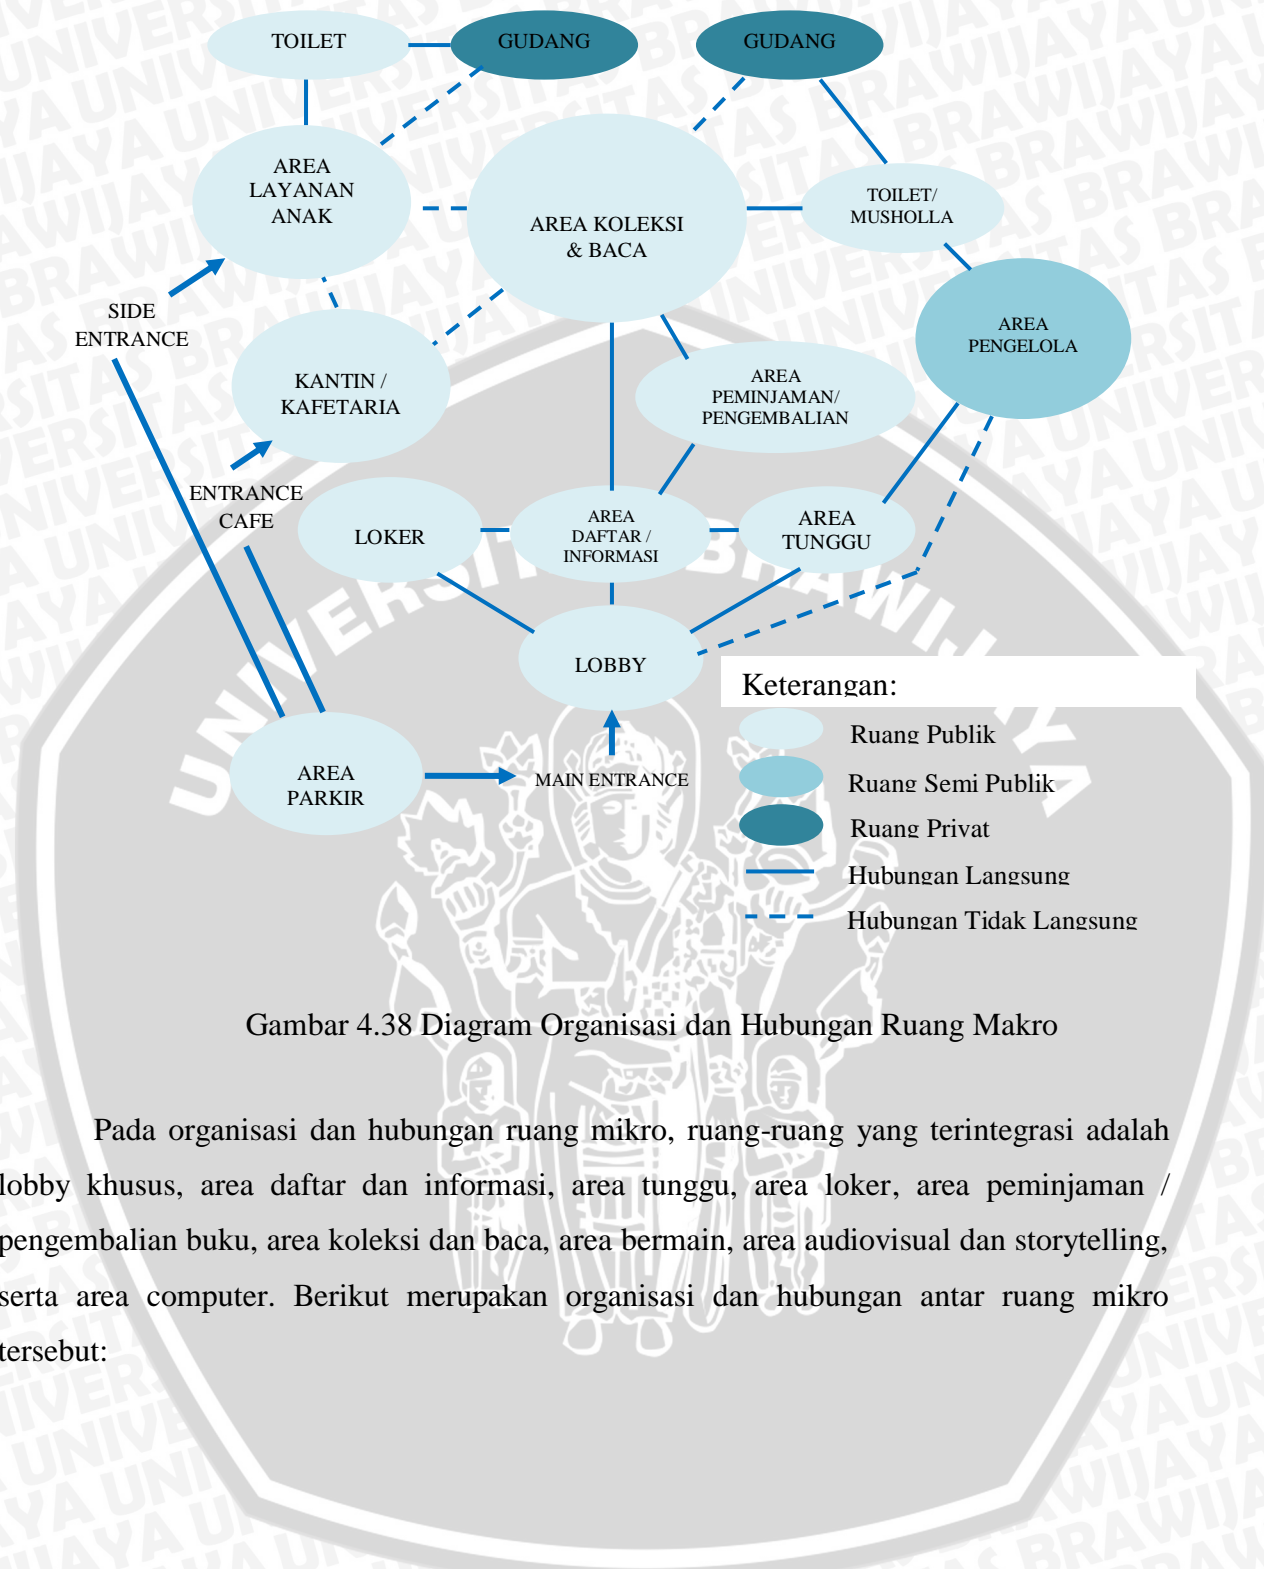 TOILET
GUDANG
GUDANG
AREA
LAYANAN
ANAK
AREA KOLEKSI
& BACA
TOILET/
MUSHOLLA
SIDE
ENTRANCE
AREA
PENGELOLA
KANTIN /
KAFETARIA
AREA
PEMINJAMAN/
PENGEMBALIAN
ENTRANCE
CAFE
LOKER
AREA
DAFTAR /
INFORMASI
AREA
TUNGGU
LOBBY
AREA
PARKIR
MAIN ENTRANCE
Keterangan:
Ruang Publik
Ruang Semi Publik
Ruang Privat
Hubungan Langsung
Hubungan Tidak Langsung
UNIVERSITAS BRAWIJAYA
Gambar 4.38 Diagram Organisasi dan Hubungan Ruang Makro
Pada organisasi dan hubungan ruang mikro, ruang-ruang yang terintegrasi adalah
lobby khusus, area daftar dan informasi, area tunggu, area loker, area peminjaman /
pengembalian buku, area koleksi dan baca, area bermain, area audiovisual dan storytelling,
serta area computer. Berikut merupakan organisasi dan hubungan antar ruang mikro
tersebut: